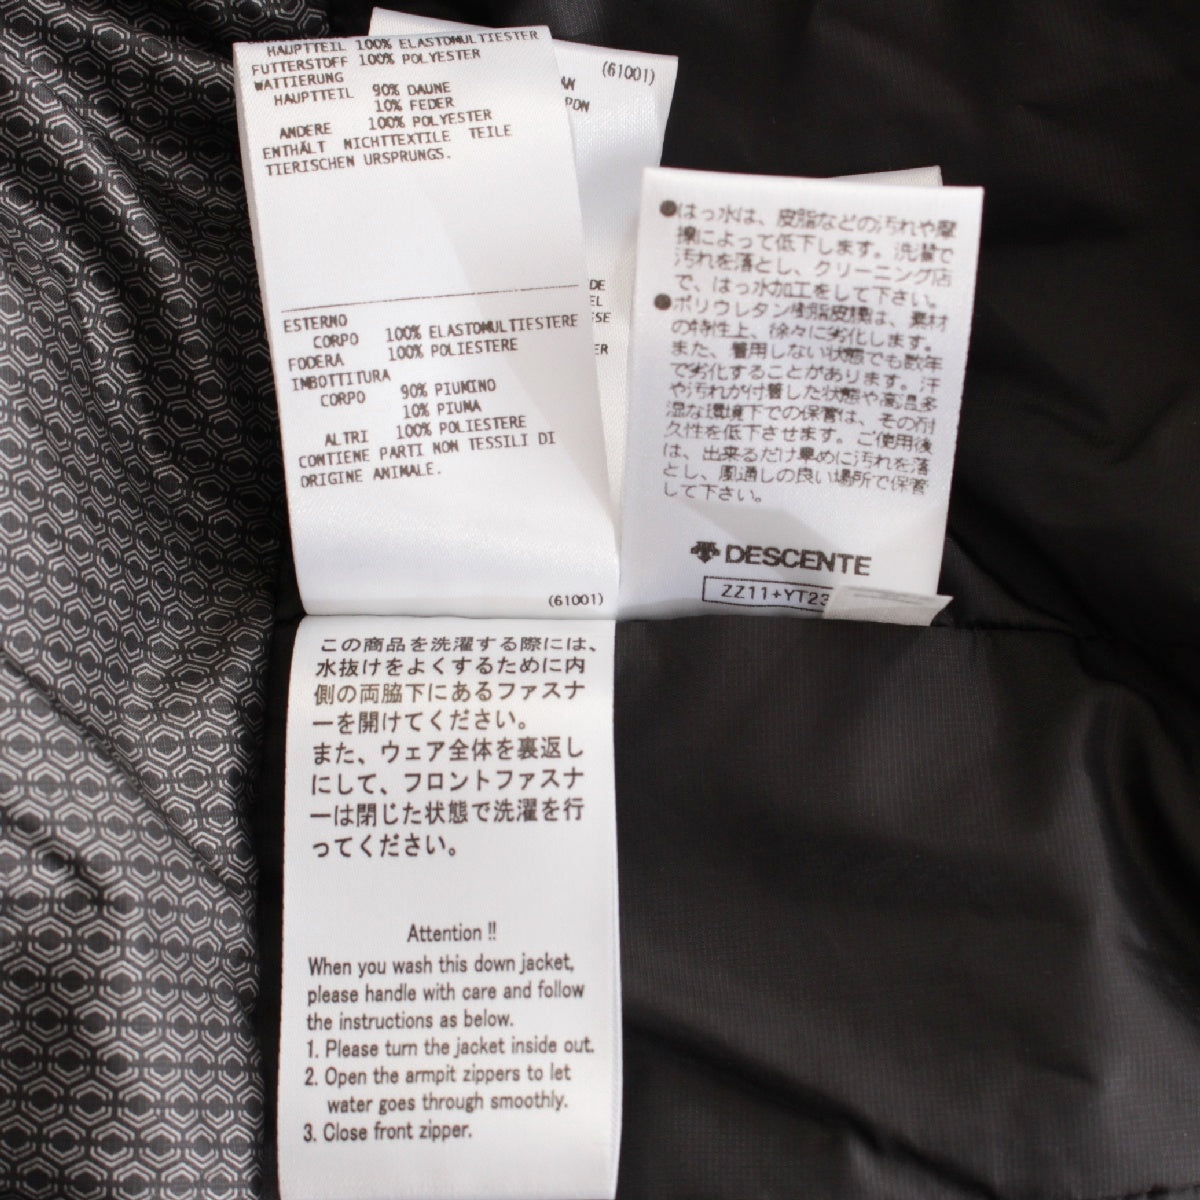 HAUPTTEIL 100% ELASTOMULTIESTER
FUTTERSTOFF 100% POLYESTER
WATTIERUNG
HAUPTTEIL 90% DAUNE
10% FEDER
ANDERE 100% POLYESTER
ENTHÄLT NICHTTEXTILE TEILE
TIERISCHEN URSPRUNGS.
ESTERNO
CORPO 100% ELASTOMULTIESTERE
FODERA 100% POLIESTERE
IMBOTTITURA
CORPO 90% PIUMINO
10% PIUMA
ALTRI 100% POLIESTERE
CONTIENE PARTI NON TESSILI DI
ORIGINE ANIMALE.
(61001)
(61001)
●はっ水は、皮脂などの汚れや摩
擦によって低下します。洗濯で
汚れを落とし、クリーニング店
で、はっ水加工をして下さい。
●ポリウレタン樹脂皮膜は、素材
の特性上、徐々に劣化します。
また、着用しない状態でも数年
で劣化することがあります。汗
や汚れが付着した状態や高温多
湿な環境下での保管は、その耐
久性を低下させます。ご使用後
は、出来るだけ早めに汚れを落
とし、風通しの良い場所で保管
して下さい。
DESCENTE
ZZ11+YT23
この商品を洗濯する際には、
水抜けをよくするために内
側の両脇下にあるファスナ
ーを開けてください。
また、ウェア全体を裏返し
にして、フロントファスナ
ーは閉じた状態で洗濯を行
ってください。
Attention !!
When you wash this down jacket,
please handle with care and follow
the instructions as below.
1. Please turn the jacket inside out.
2. Open the armpit zippers to let
water goes through smoothly.
3. Close front zipper.